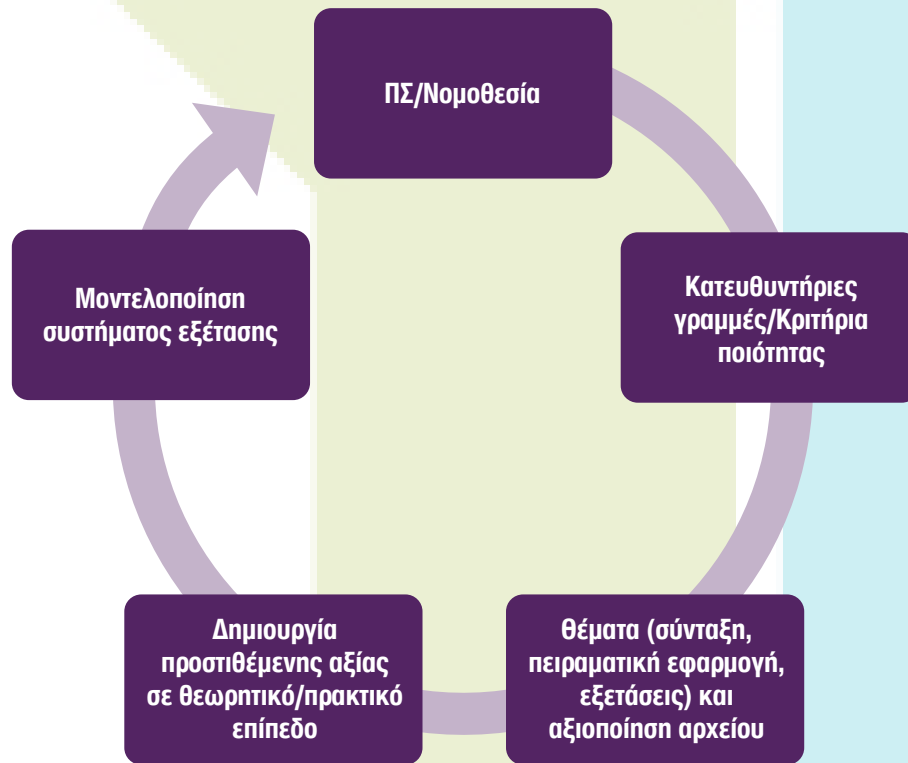 ΠΣ/Νομοθεσία
Κατευθυντήριες
γραμμές/Κριτήρια
ποιότητας
Θέματα (σύνταξη,
πειραματική εφαρμογή,
εξετάσεις) και
αξιοποίηση αρχείου
Δημιουργία
προστιθέμενης αξίας
σε θεωρητικό/πρακτικό
επίπεδο
Μοντελοποίηση
συστήματος εξέτασης